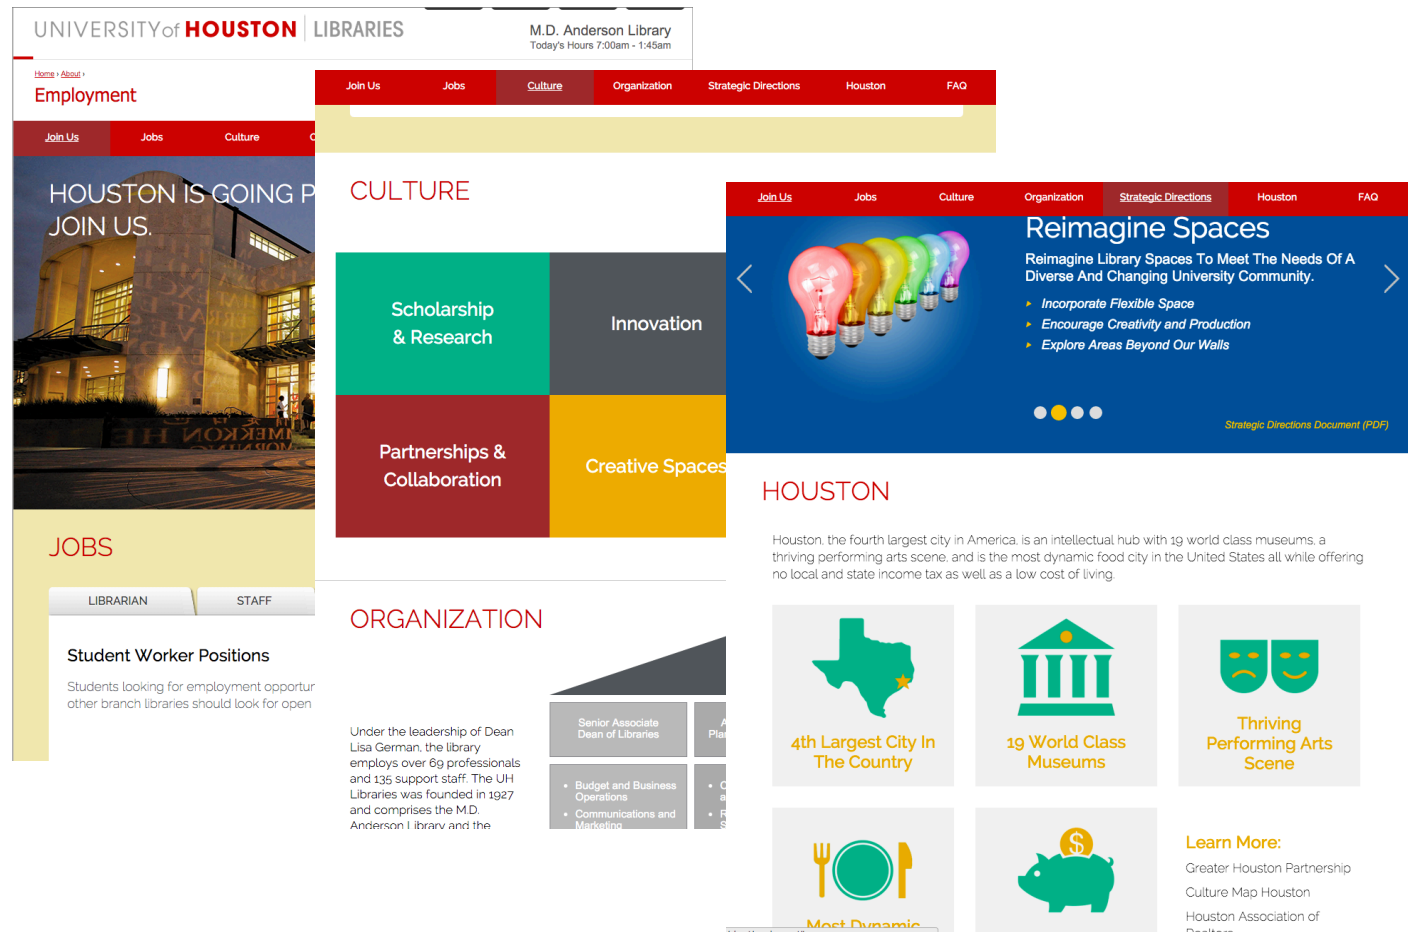 UNIVERSITY of HOUSTON LIBRARIES
M.D. Anderson Library
Today's Hours 7:00am - 1:45am
Home › About ›
Employment
Join Us
Jobs
Culture
HOUSTON IS GOING P
JOIN US.
JOBS
LIBRARIAN
STAFF
Student Worker Positions
Students looking for employment opportur
other branch libraries should look for open
Join Us
Jobs
Culture
Organization
Strategic Directions
Houston
FAQ
CULTURE
Scholarship
& Research
Innovation
Partnerships &
Collaboration
Creative Spaces
ORGANIZATION
Under the leadership of Dean
Lisa German, the library
employs over 69 professionals
and 135 support staff. The UH
Libraries was founded in 1927
and comprises the M.D.
Anderson Library and the
Senior Associate
Dean of Libraries
• Budget and Business
Operations
• Communications and
Marketing
Join Us
Jobs
Culture
Organization
Strategic Directions
Houston
FAQ
Reimagine Spaces
Reimagine Library Spaces To Meet The Needs Of A
Diverse And Changing University Community.
Incorporate Flexible Space
Encourage Creativity and Production
Explore Areas Beyond Our Walls
Strategic Directions Document (PDF)
HOUSTON
Houston, the fourth largest city in America, is an intellectual hub with 19 world class museums, a
thriving performing arts scene, and is the most dynamic food city in the United States all while offering
no local and state income tax as well as a low cost of living.
4th Largest City In
The Country
19 World Class
Museums
Thriving
Performing Arts
Scene
Most Dynamic
$
Learn More:
Greater Houston Partnership
Culture Map Houston
Houston Association of
Realtors